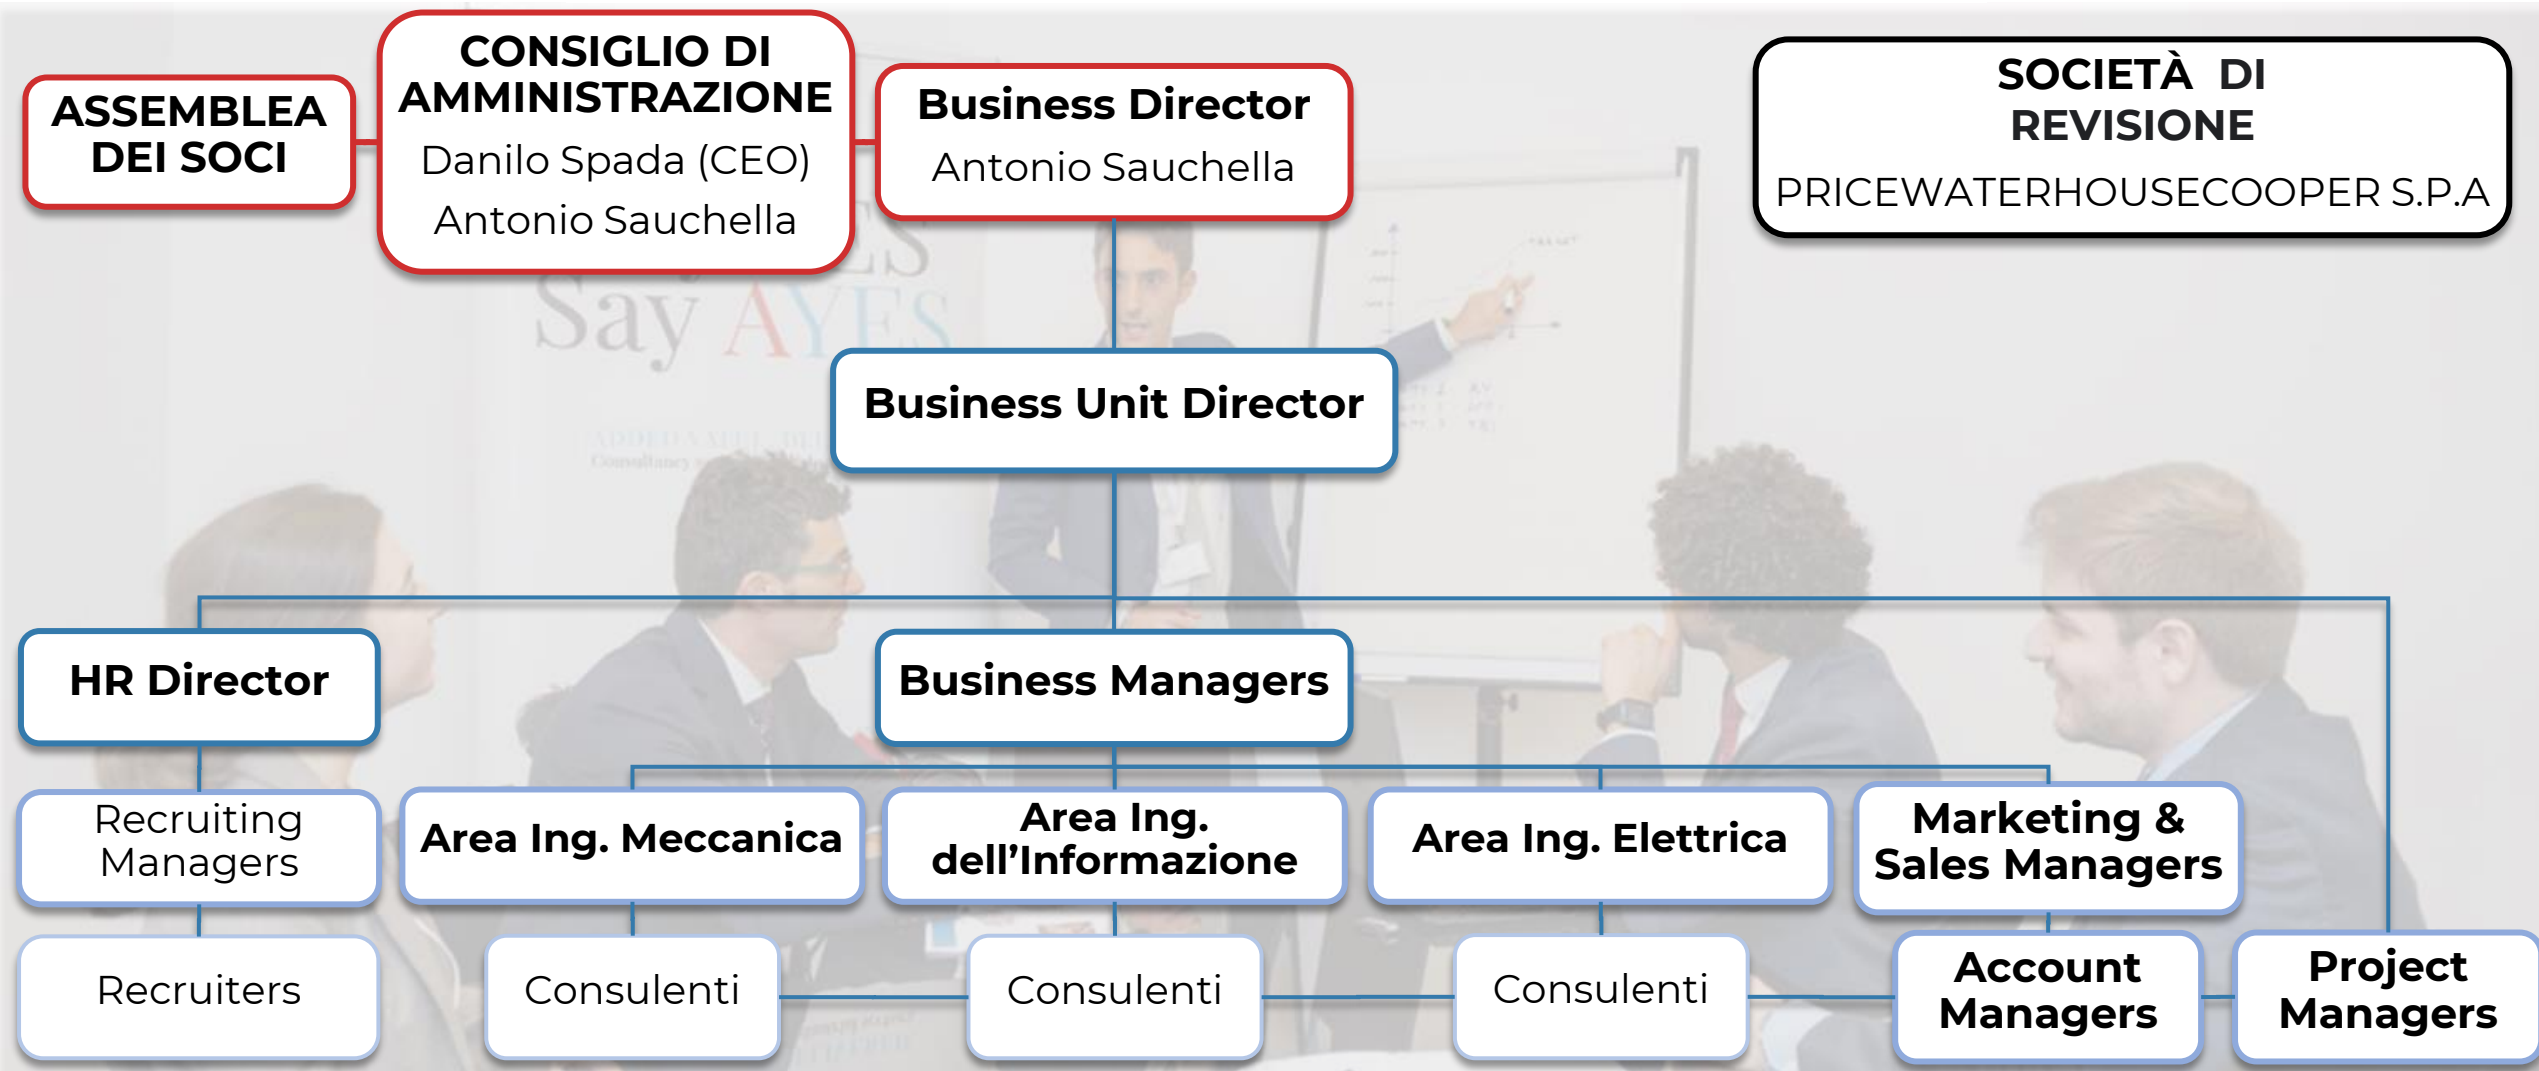 ASSEMBLEA
DEI SOCI
CONSIGLIO DI
AMMINISTRAZIONE
Danilo Spada (CEO)
Antonio Sauchella
Business Director
Antonio Sauchella
SOCIETÀ DI
REVISIONE
PRICEWATERHOUSECOOPER S.P.A
Say AYES
Business Unit Director
HR Director
Business Managers
Recruiting
Managers
Area Ing. Meccanica
Area Ing.
dell’Informazione
Area Ing. Elettrica
Marketing &
Sales Managers
Recruiters
Consulenti
Consulenti
Consulenti
Account
Managers
Project
Managers